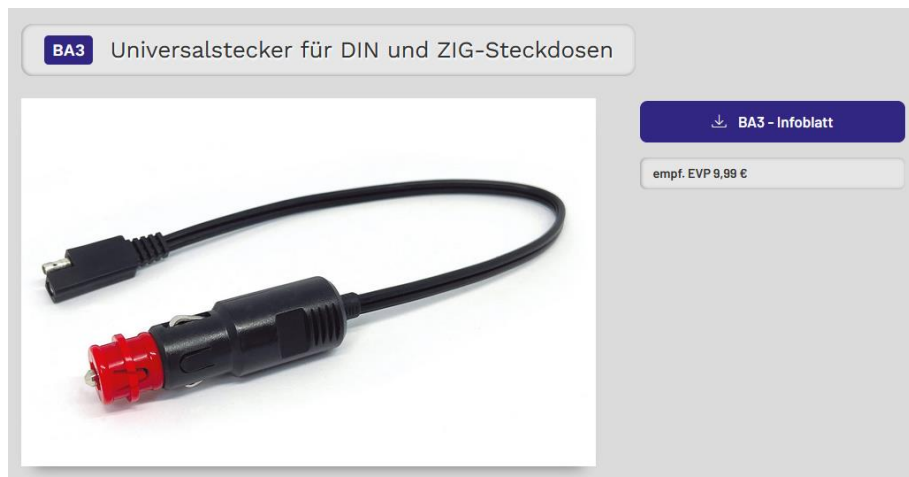 BA3 Universalstecker für DIN und ZIG-Steckdosen
BA3 - Infoblatt
empf. EVP 9,99 €